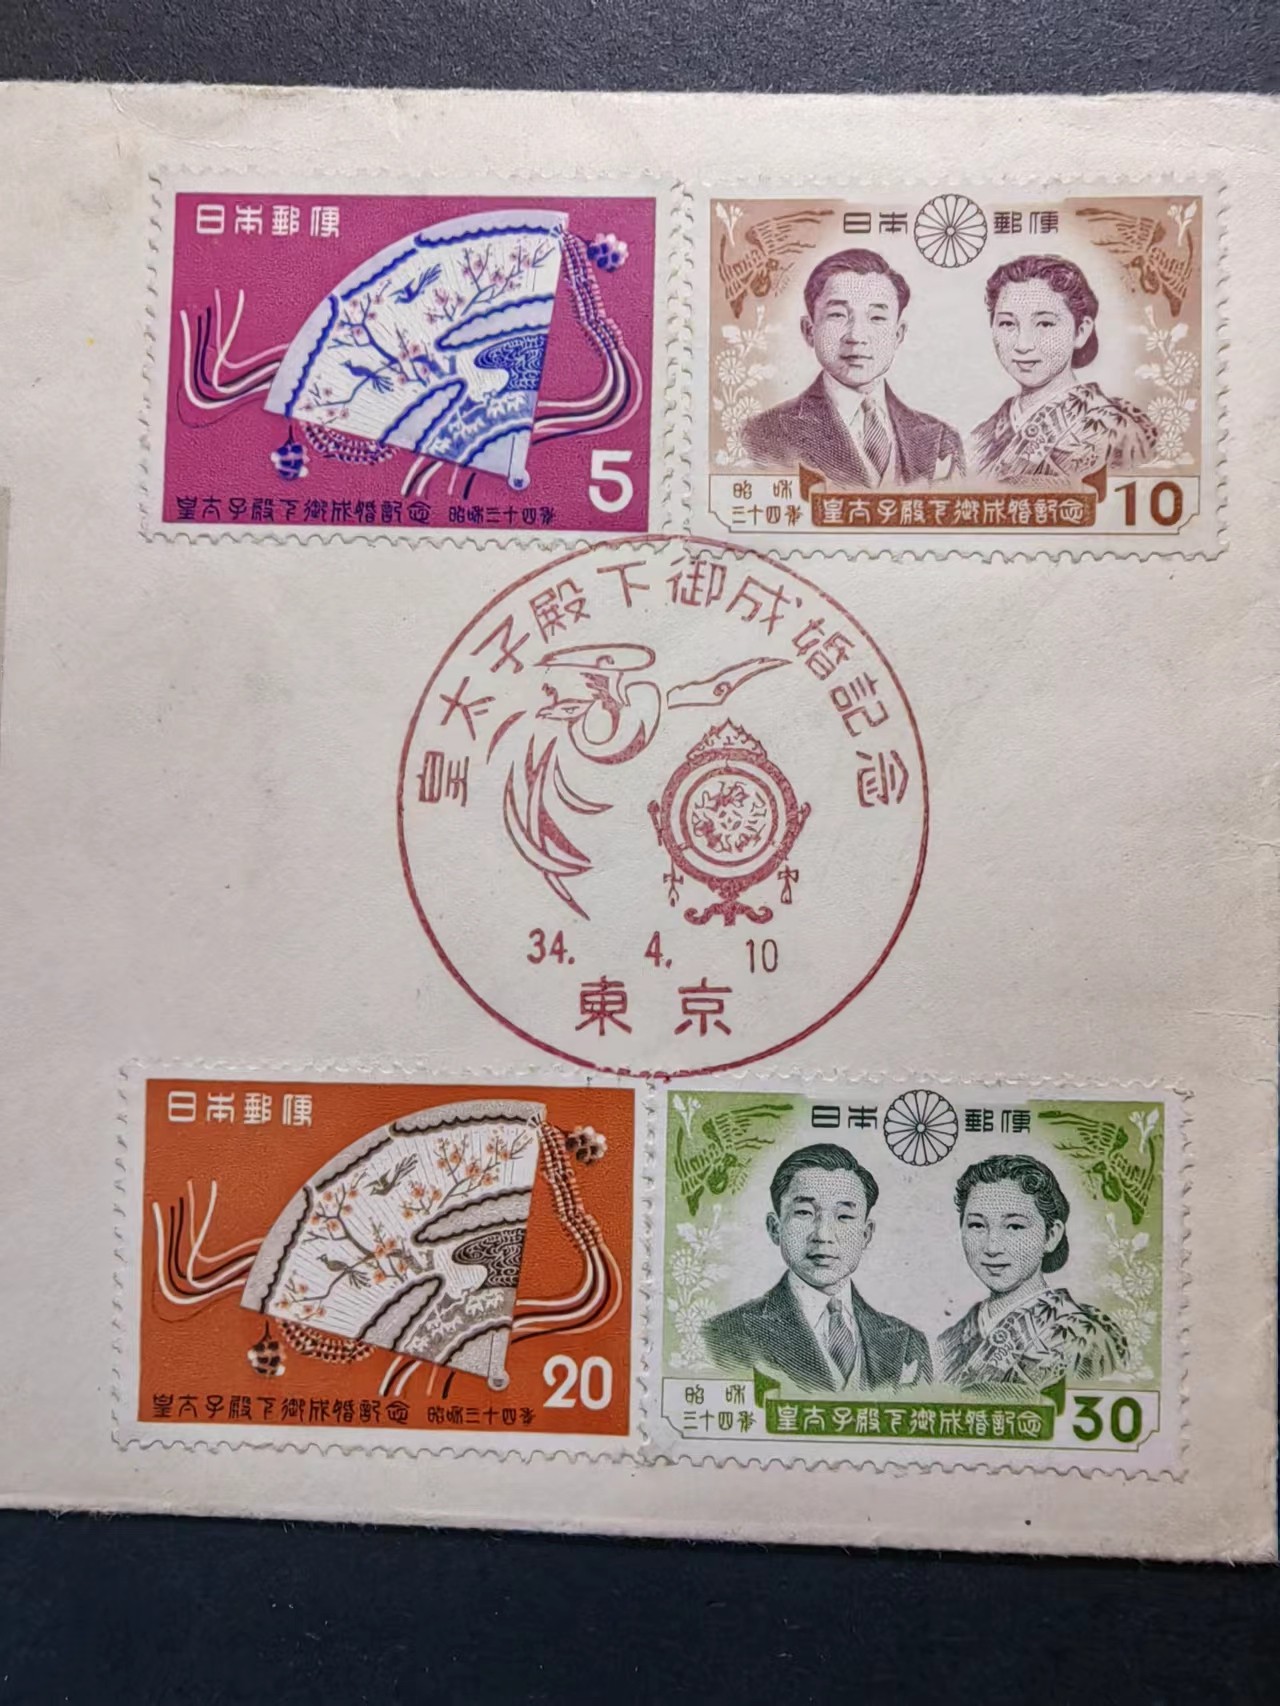 日本郵便
5
皇太子殿下御成婚記念 昭和三十四年
日本 郵便
昭和
三十四年
皇太子殿下御成婚記念
10
皇太子殿下御成婚記念
34. 4. 10
東京
日本郵便
20
皇太子殿下御成婚記念 昭和三十四年
日本 郵便
昭和
三十四年
皇太子殿下御成婚記念
30